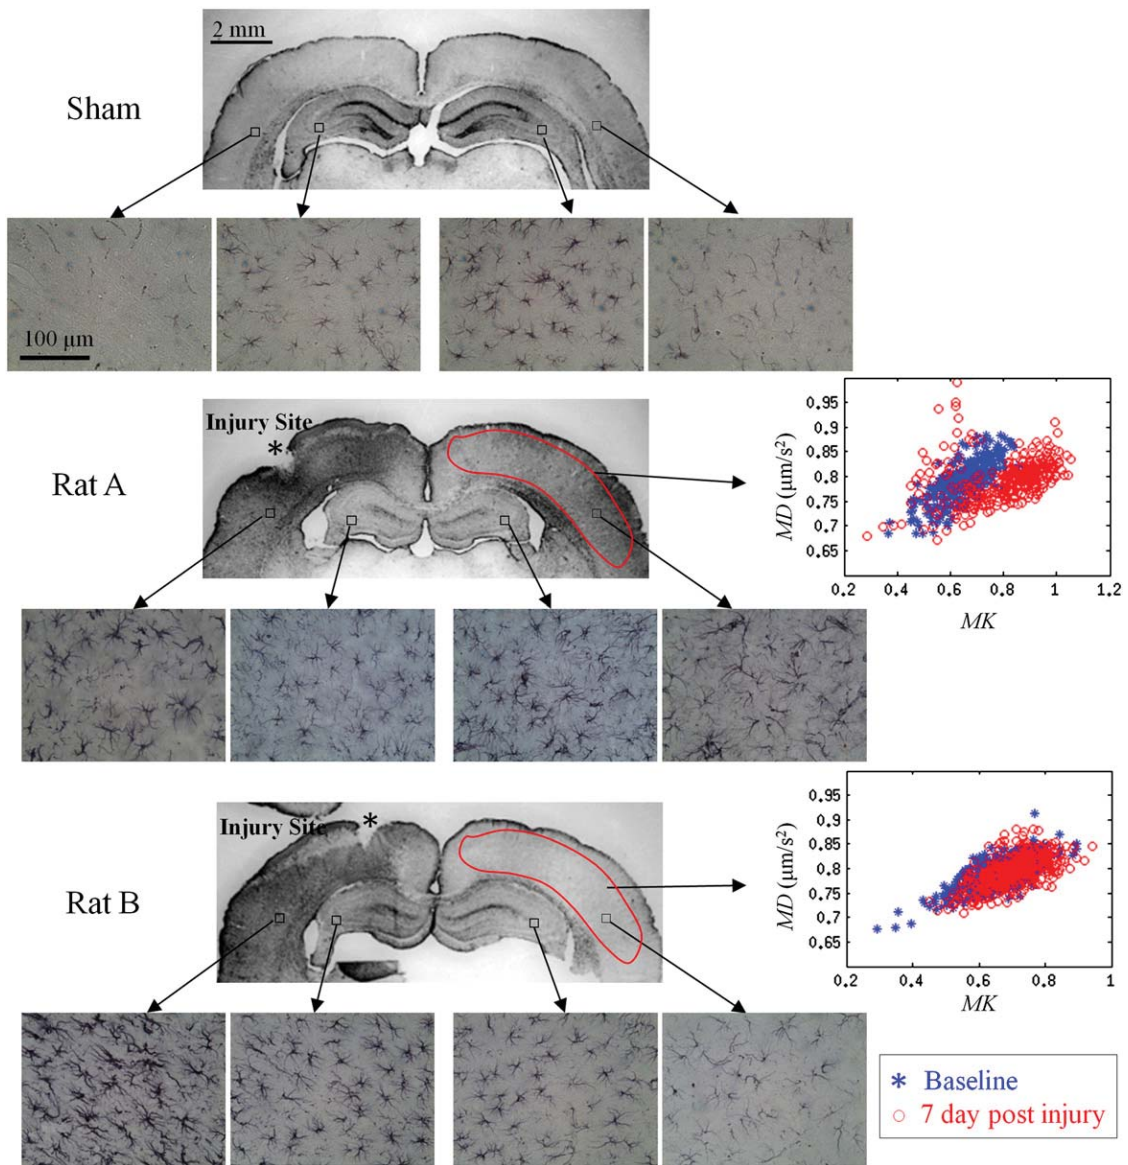 2 mm
Sham
100 µm
Injury Site
*
Rat A
0.95
0.9
0.85
0.8
0.75
0.7
0.65
MD (µm/s²)
0.2 0.4 0.6 0.8 1 1.2
MK
Injury Site *
Rat B
0.95
0.9
0.85
0.8
0.75
0.7
0.65
MD (µm/s²)
0.2 0.4 0.6 0.8 1
MK
* Baseline
○ 7 day post injury